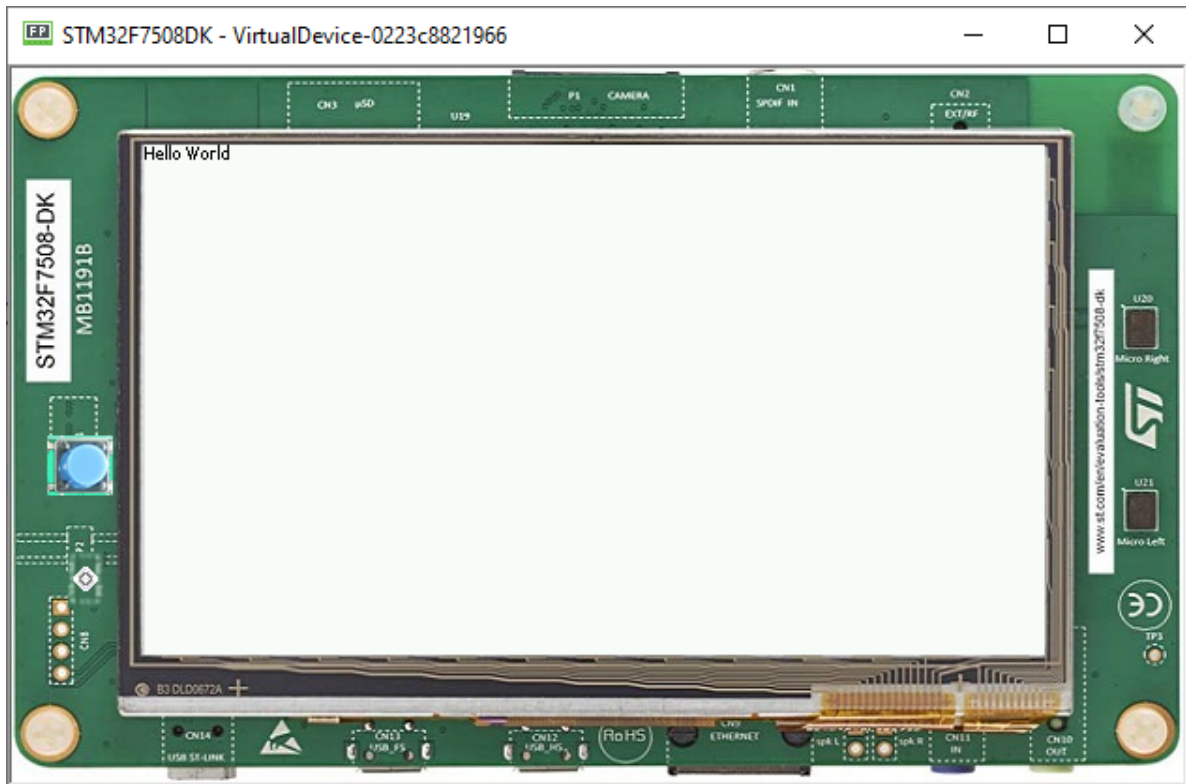 STM32F7508DK - VirtualDevice-0223c8821966
CN3 µSD
U19
P1 CAMERA
CN1
SPDIF IN
CN2
EXT/RF
Hello World
STM32F7508-DK
MB1191B
www.st.com/en/evaluation-tools/stm32f7508-dk
U20
Micro Right
U21
Micro Left
P2
CN8
TP3
B3 DLD0672A
CN14
USB ST-LINK
CN13
USB_FS
CN12
USB_HS
RoHS
CN9
ETHERNET
spk L
spk R
CN11
IN
CN10
OUT